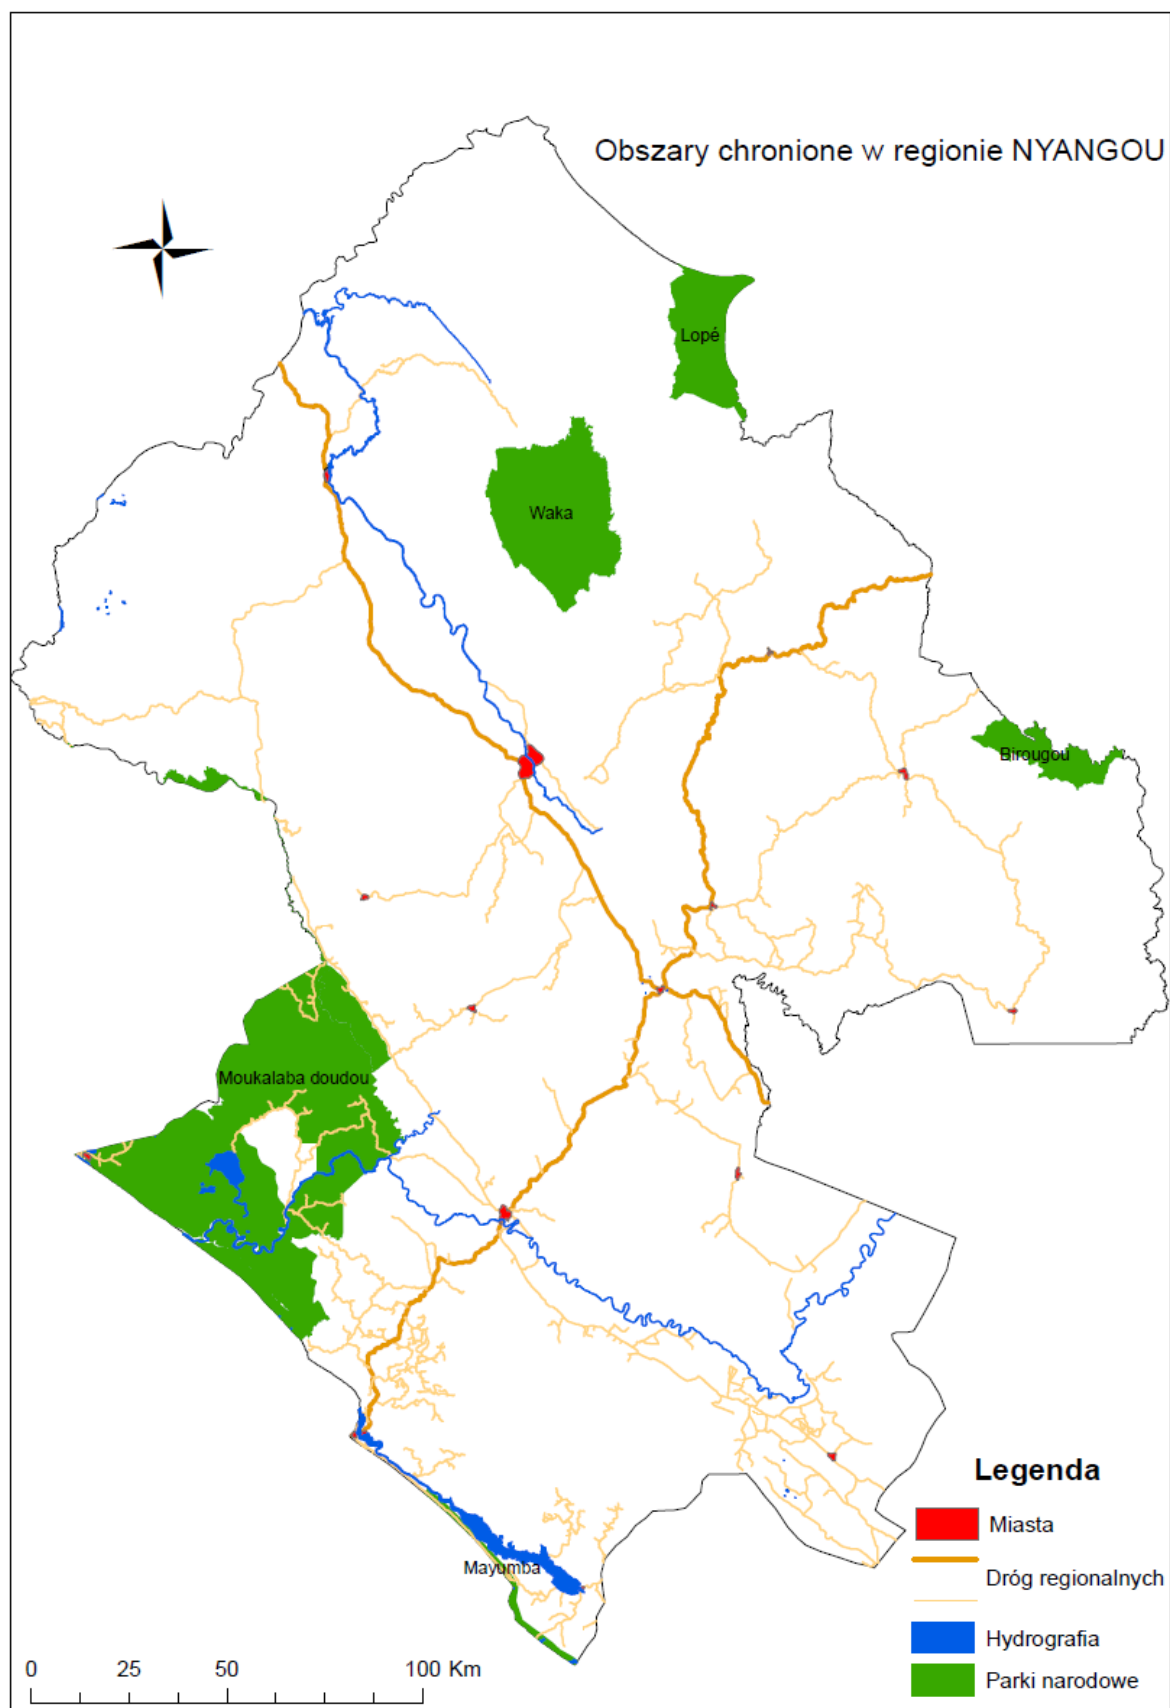 Obszary chronione w regionie NYANGOU
Lopé
Waka
Birougou
Moukalaba doudou
Mayumba
Legenda
Miasta
Dróg regionalnych
Hydrografia
Parki narodowe
0 25 50 100 Km